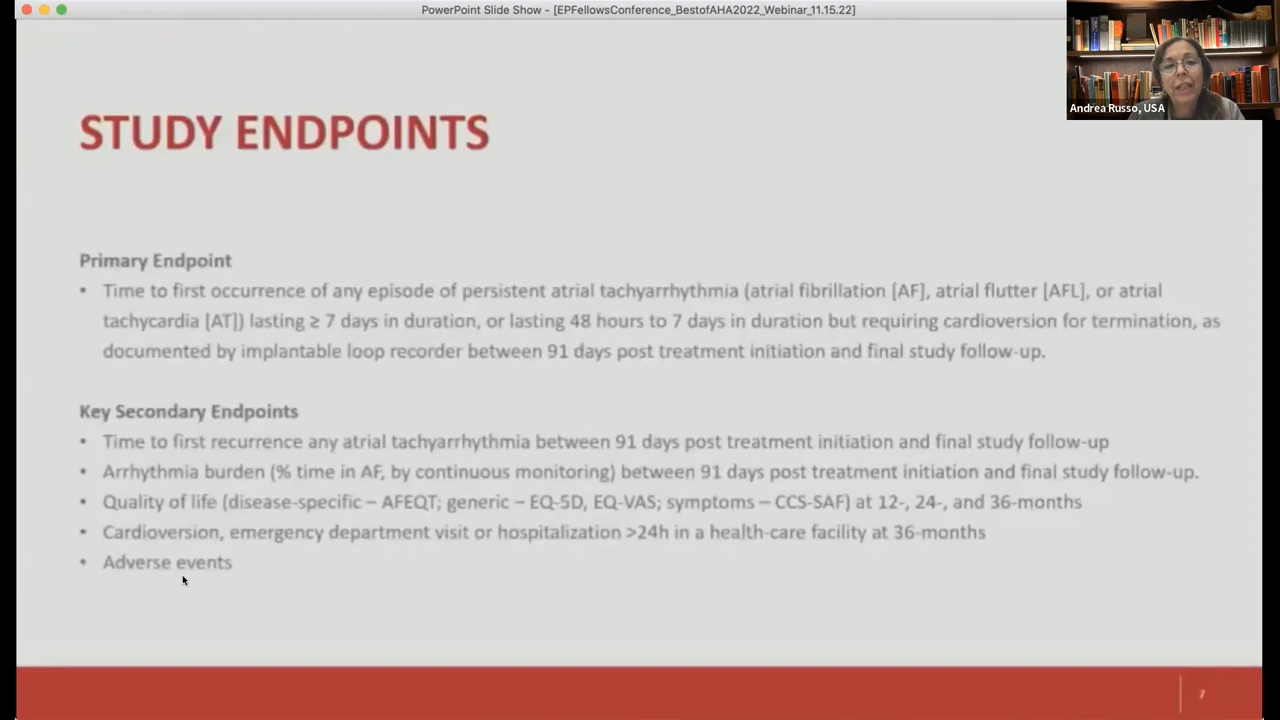 PowerPoint Slide Show - [EPFellowsConference_BestofAHA2022_Webinar_11.15.22]
Andrea Russo, USA
STUDY ENDPOINTS
Primary Endpoint
• Time to first occurrence of any episode of persistent atrial tachyarrhythmia (atrial fibrillation [AF], atrial flutter [AFL], or atrial
tachycardia [AT]) lasting ≥ 7 days in duration, or lasting 48 hours to 7 days in duration but requiring cardioversion for termination, as
documented by implantable loop recorder between 91 days post treatment initiation and final study follow-up.
Key Secondary Endpoints
• Time to first recurrence any atrial tachyarrhythmia between 91 days post treatment initiation and final study follow-up
• Arrhythmia burden (% time in AF, by continuous monitoring) between 91 days post treatment initiation and final study follow-up.
• Quality of life (disease-specific – AFEQT; generic – EQ-5D, EQ-VAS; symptoms – CCS-SAF) at 12-, 24-, and 36-months
• Cardioversion, emergency department visit or hospitalization >24h in a health-care facility at 36-months
• Adverse events
7